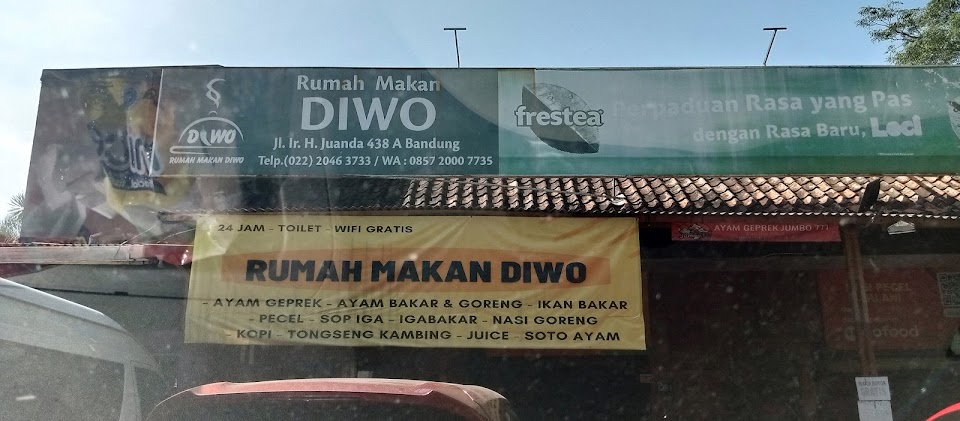 Rumah Makan
DIWO
Jl. Ir. H. Juanda 438 A Bandung
Telp.(022) 2046 3733 / WA : 0857 2000 7735
DIWO
RUMAH MAKAN DIWO
frestea
Perpaduan Rasa yang Pas
dengan Rasa Baru, Leci
24 JAM - TOILET - WIFI GRATIS
RUMAH MAKAN DIWO
- AYAM GEPREK - AYAM BAKAR & GORENG - IKAN BAKAR
- PECEL - SOP IGA - IGABAKAR - NASI GORENG
- KOPI - TONGSENG KAMBING - JUICE - SOTO AYAM
AYAM GEPREK JUMBO 771
PECEL